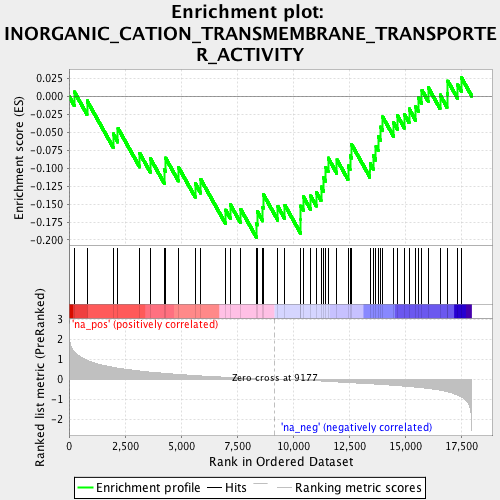 Enrichment plot:
INORGANIC_CATION_TRANSMEMBRANE_TRANSPORTE
R_ACTIVITY
Enrichment score (ES)
0.025
0.000
-0.025
-0.050
-0.075
-0.100
-0.125
-0.150
-0.175
-0.200
'na_pos' (positively correlated)
Ranked list metric (PreRanked)
3
2
1
0
-1
-2
Zero cross at 9177
'na_neg' (negatively correlated)
0 2,500 5,000 7,500 10,000 12,500 15,000 17,500
Rank in Ordered Dataset
Enrichment profile Hits Ranking metric scores